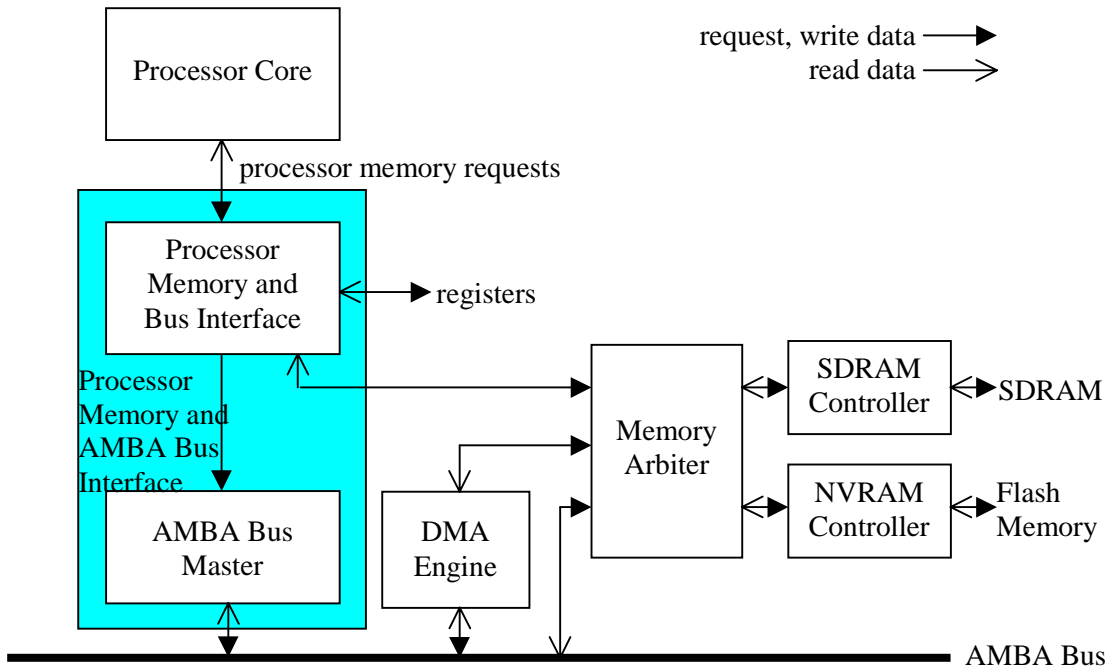 Processor Core
request, write data
read data
processor memory requests
Processor
Memory and
Bus Interface
registers
Processor
Memory and
AMBA Bus
Interface
AMBA Bus
Master
DMA
Engine
Memory
Arbiter
SDRAM
Controller
SDRAM
NVRAM
Controller
Flash
Memory
AMBA Bus